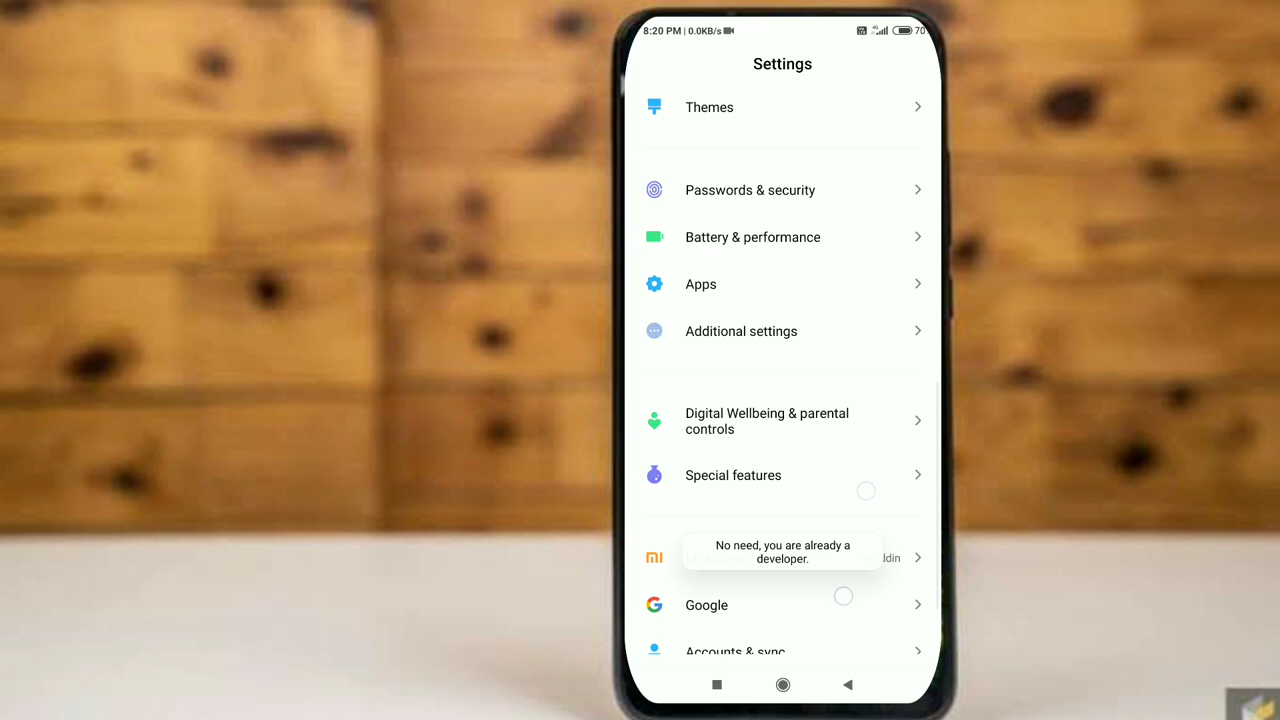 8:20 PM | 0.0KB/s
70
Settings
Themes
Passwords & security
Battery & performance
Apps
Additional settings
Digital Wellbeing & parental
controls
Special features
No need, you are already a
developer.
ddin
Google
Accounts & sync